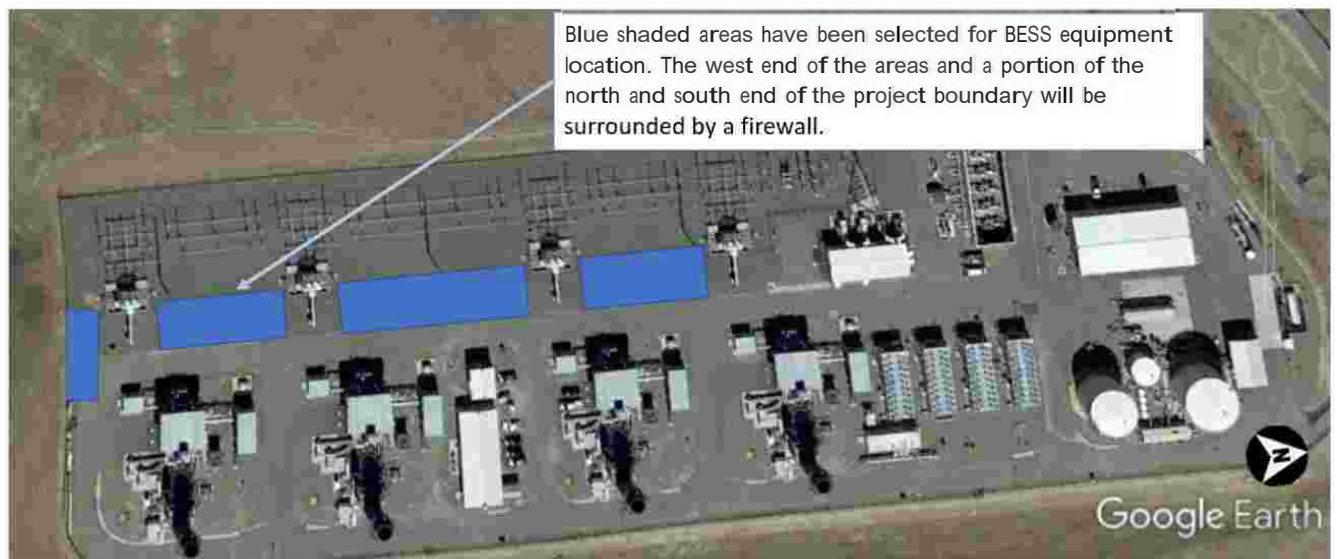 Blue shaded areas have been selected for BESS equipment
location. The west end of the areas and a portion of the
north and south end of the project boundary will be
surrounded by a firewall.
N
Google Earth